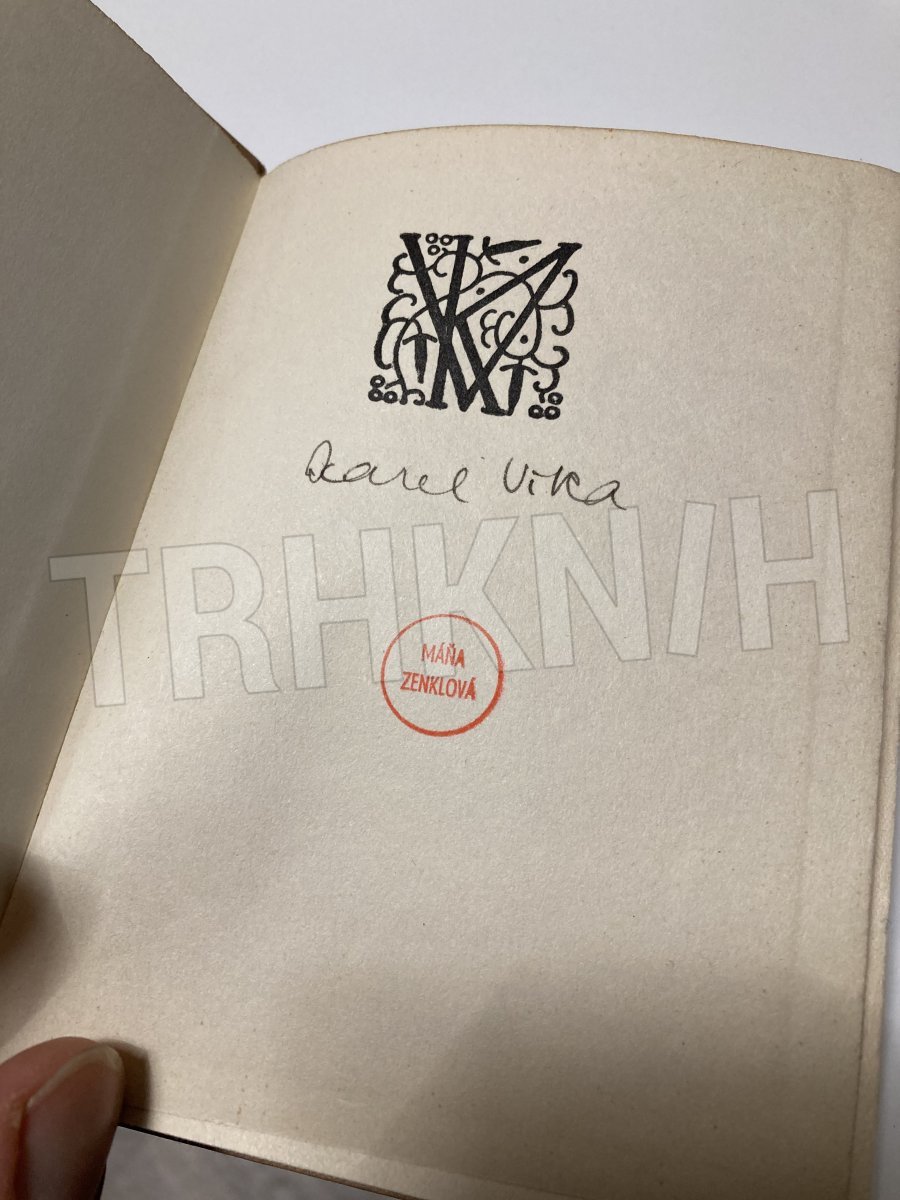 Karel Vika
TRHKNIH
MÁŇA
ZENKLOVÁ